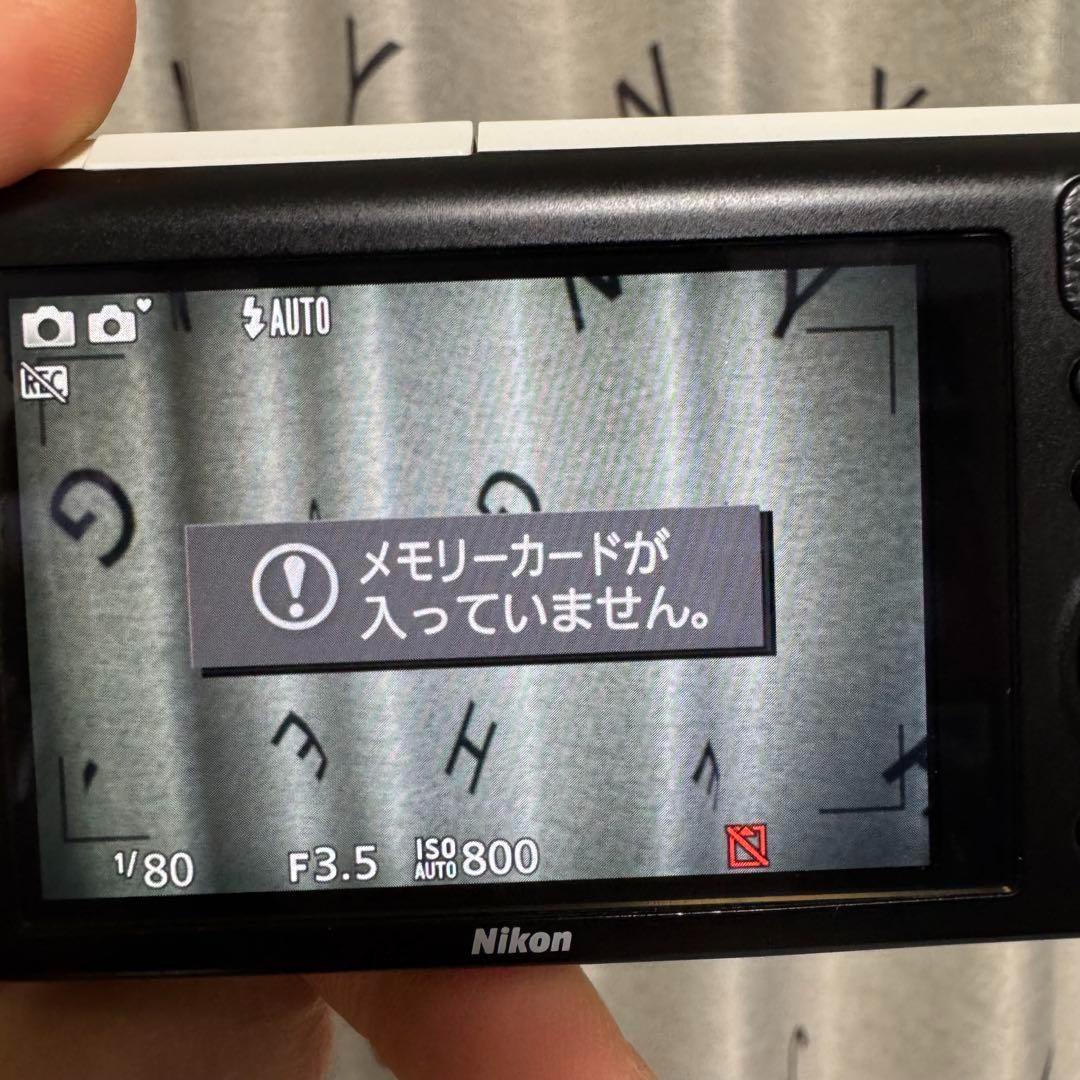 AUTO
REC
メモリーカードが
入っていません。
1/80
F3.5
ISO AUTO 800
Nikon